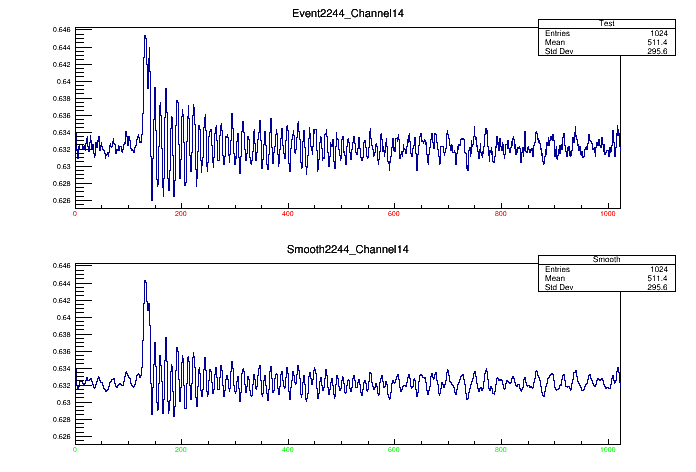 Event2244_Channel14
Test
Entries 1024
Mean 511.4
Std Dev 295.6
0.646
0.644
0.642
0.64
0.638
0.636
0.634
0.632
0.63
0.628
0.626
0 200 400 600 800 1000
Smooth2244_Channel14
Smooth
Entries 1024
Mean 511.4
Std Dev 295.6
0.646
0.644
0.642
0.64
0.638
0.636
0.634
0.632
0.63
0.628
0.626
0 200 400 600 800 1000